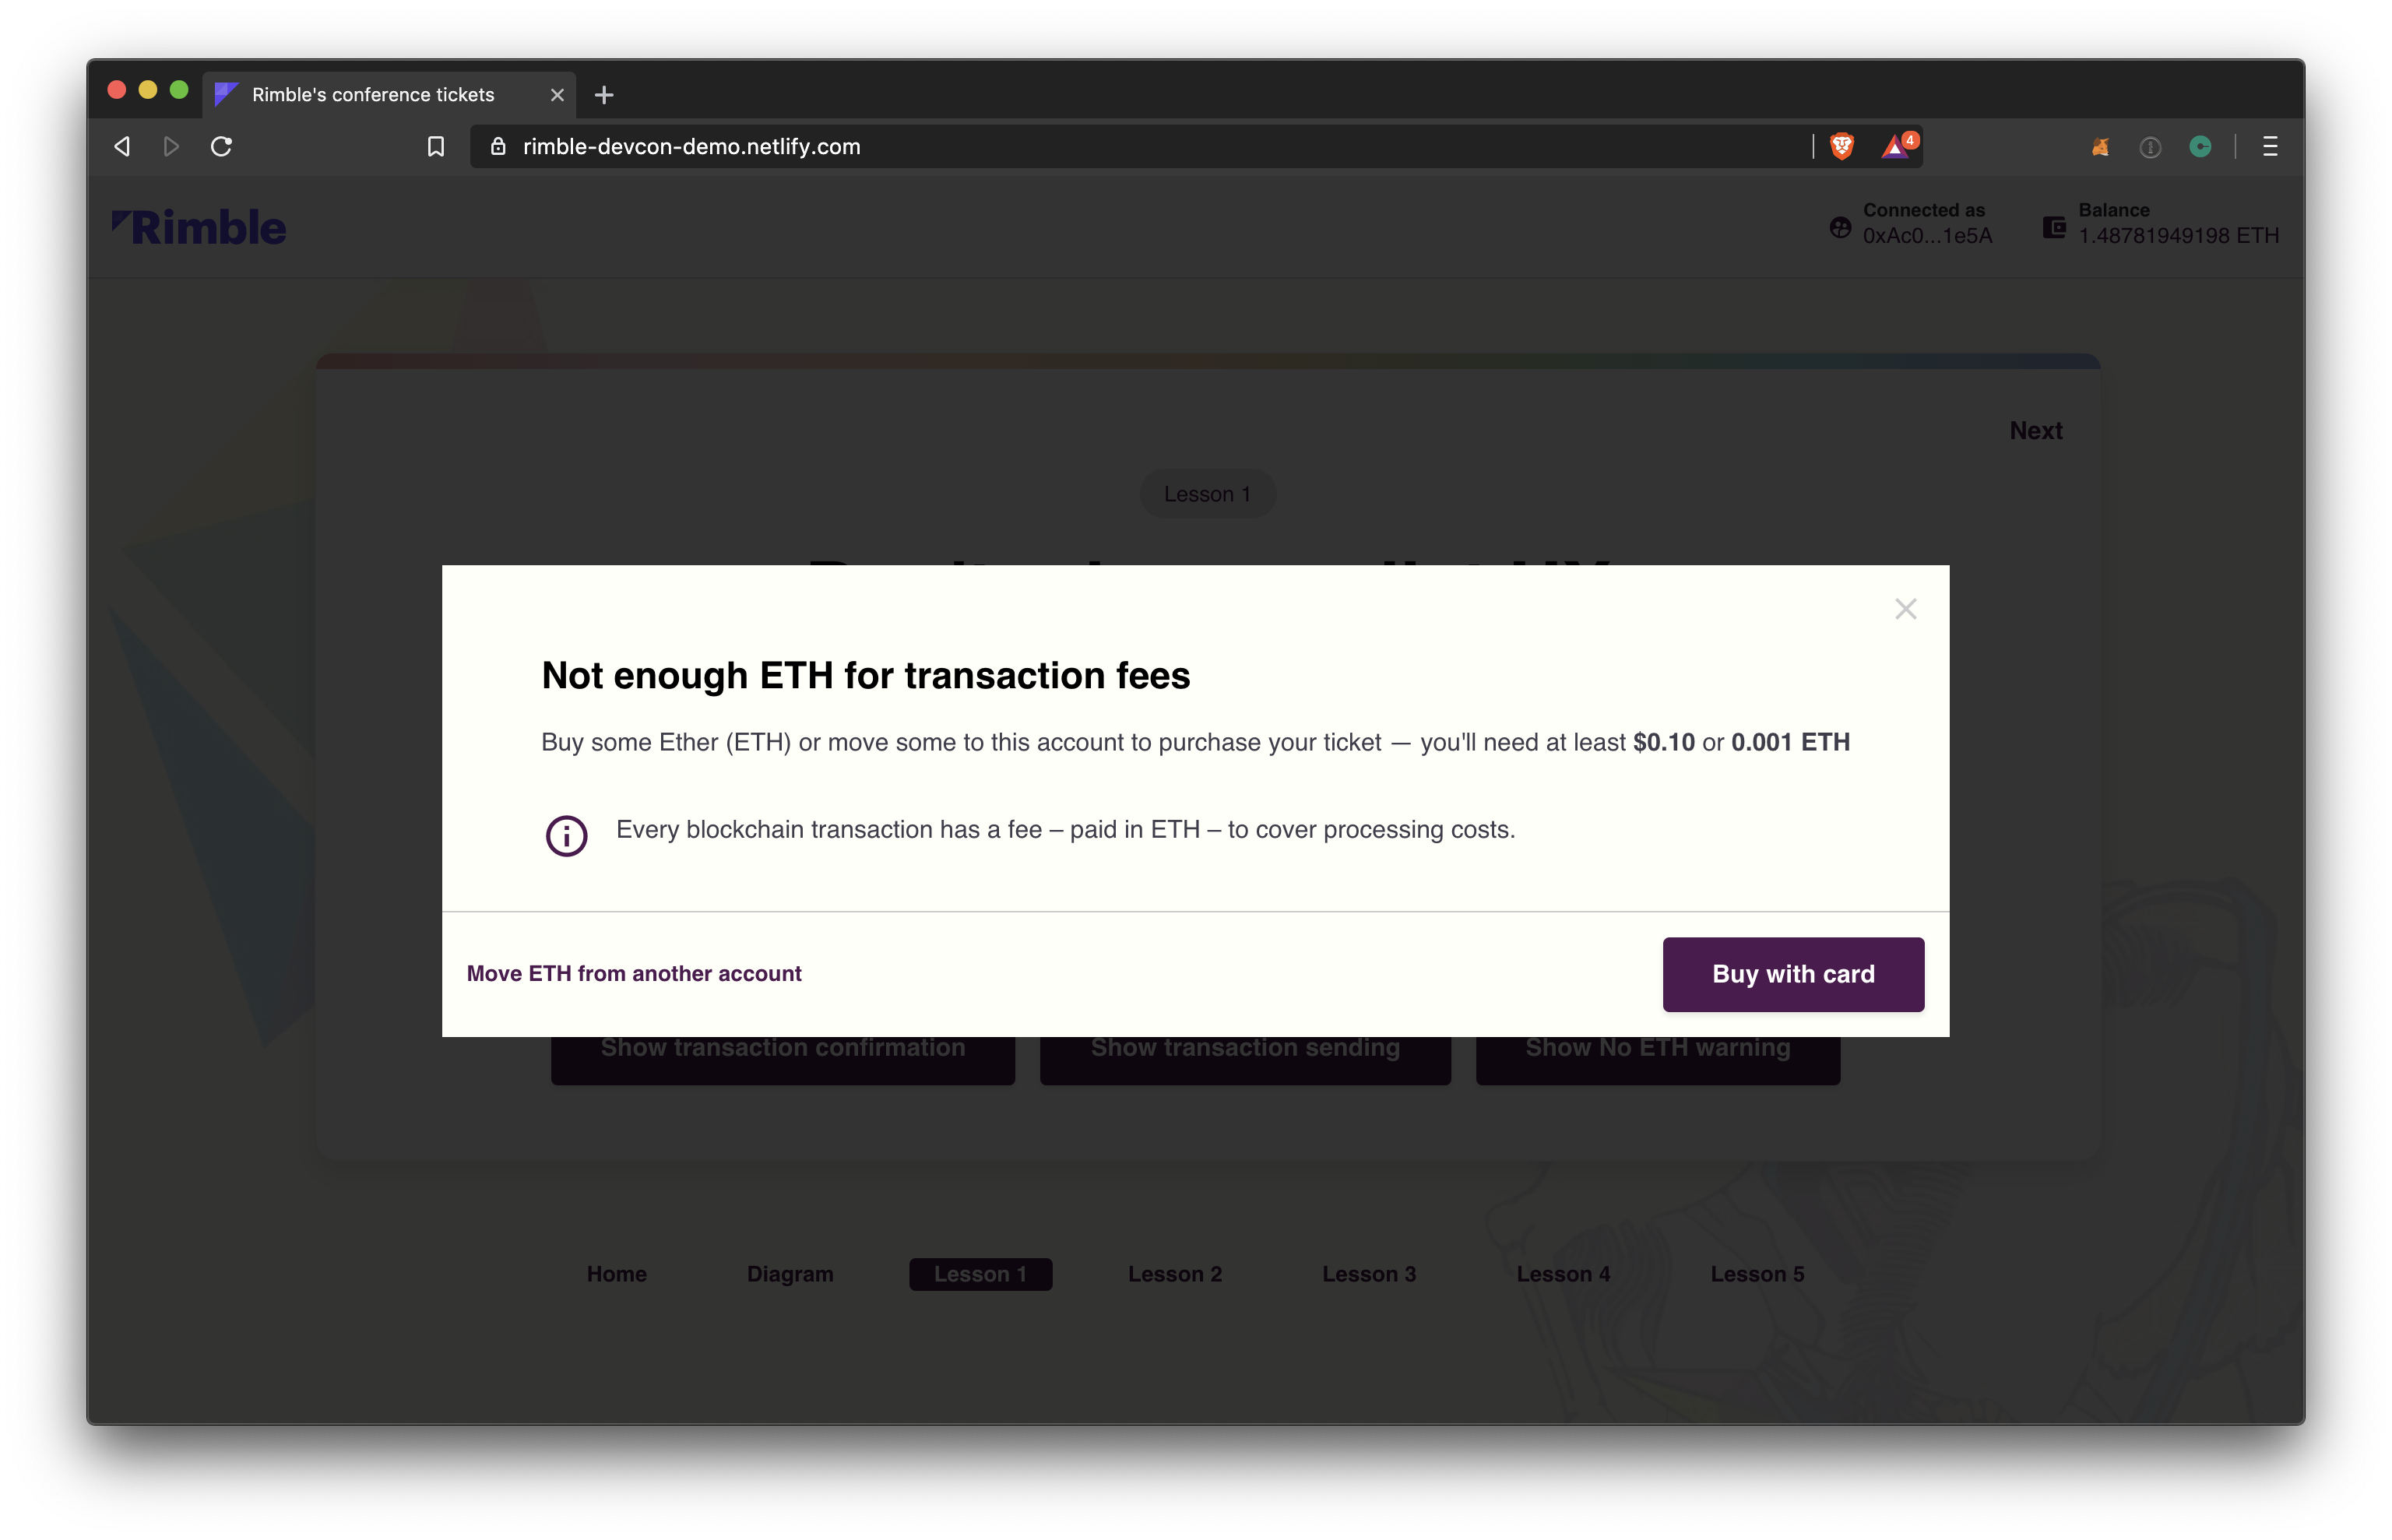 Rimble's conference tickets
rimble-devcon-demo.netlify.com
4
Rimble
Connected as
0xAc0...1e5A
Balance
1.48781949198 ETH
Next
Lesson 1
Not enough ETH for transaction fees
Buy some Ether (ETH) or move some to this account to purchase your ticket — you'll need at least $0.10 or 0.001 ETH
Every blockchain transaction has a fee – paid in ETH – to cover processing costs.
Move ETH from another account
Buy with card
Show transaction confirmation
Show transaction sending
Show No ETH warning
Home
Diagram
Lesson 1
Lesson 2
Lesson 3
Lesson 4
Lesson 5